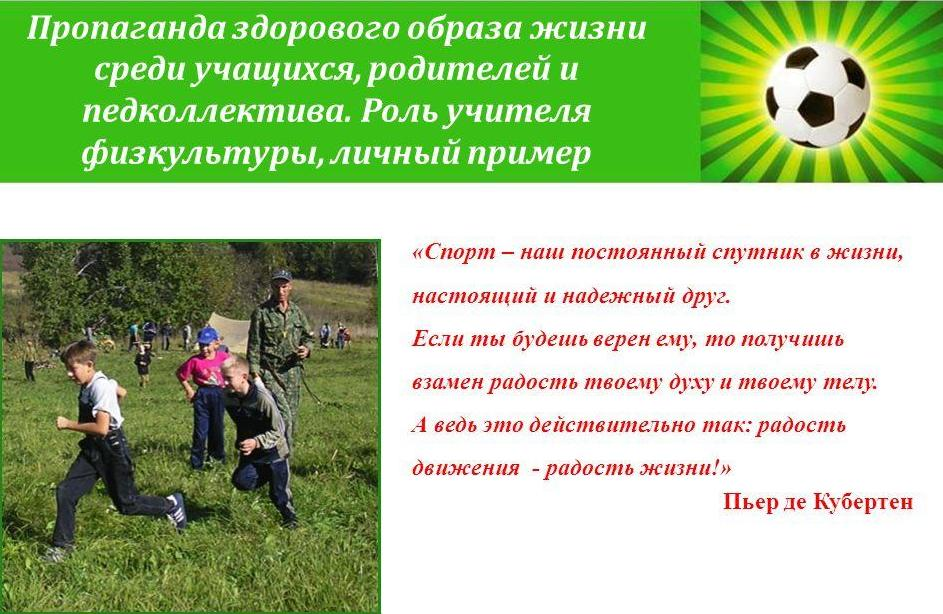 Пропаганда здорового образа жизни
среди учащихся, родителей и
педколлектива. Роль учителя
физкультуры, личный пример
«Спорт – наш постоянный спутник в жизни,
настоящий и надежный друг.
Если ты будешь верен ему, то получишь
взамен радость твоему духу и твоему телу.
А ведь это действительно так: радость
движения - радость жизни!»
Пьер де Кубертен